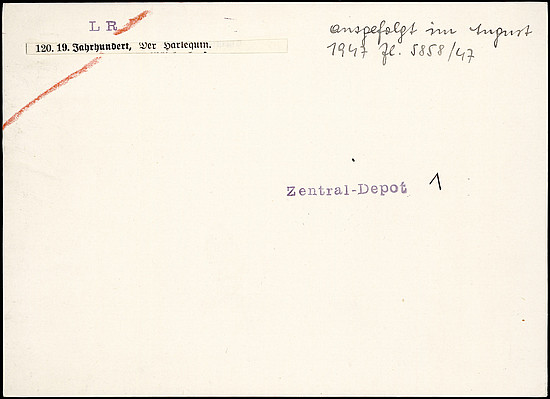 L R
120. 19. Jahrhundert, Der Harlequin.
ausgefolgt im August
1947 Zl. 5858/47
Zentral-Depot 1